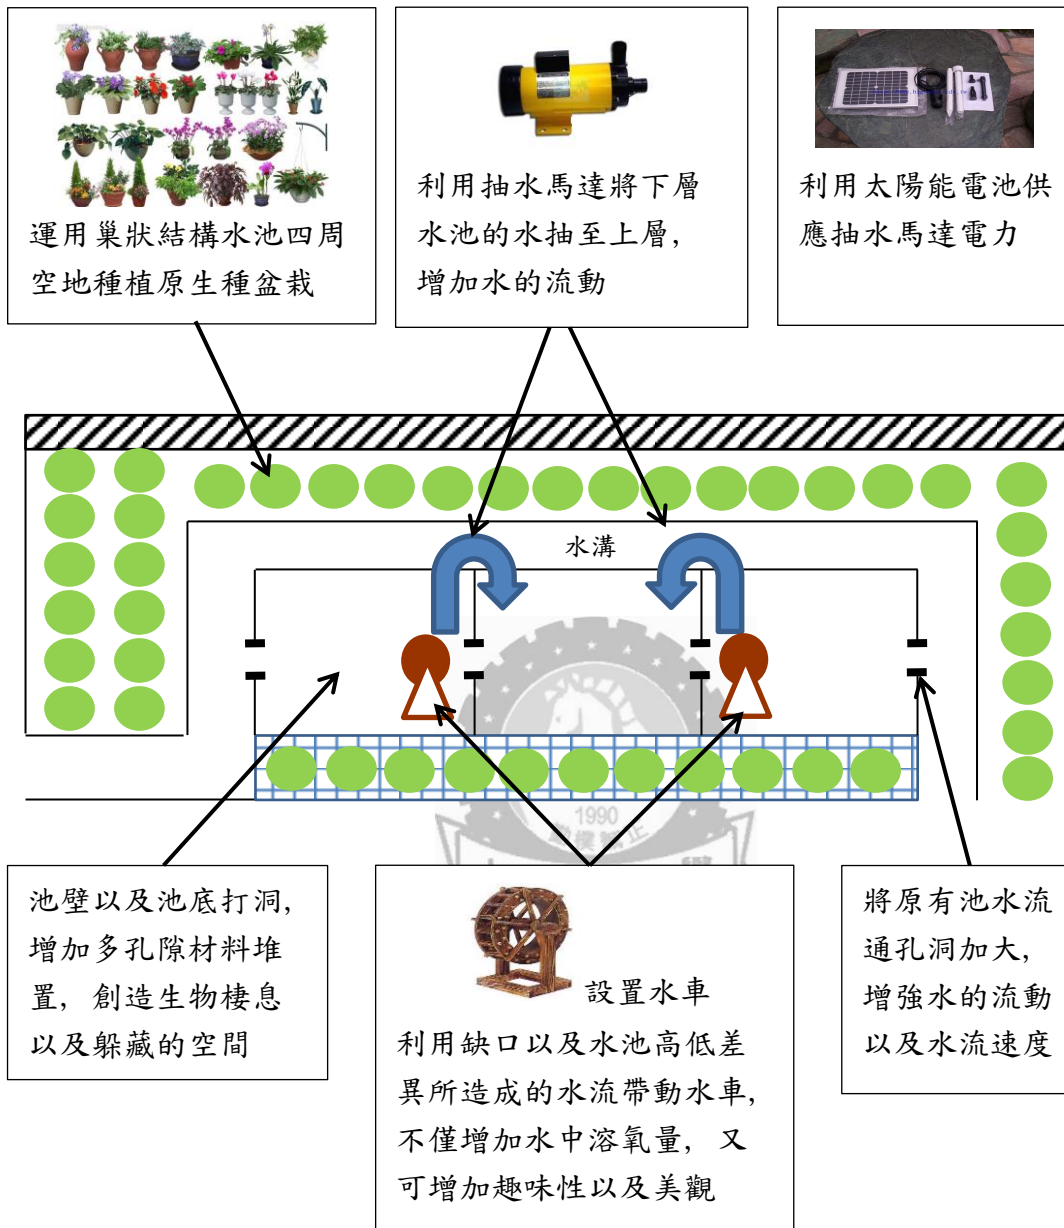 運用巢狀結構水池四周
空地種植原生種盆栽
利用抽水馬達將下層
水池的水抽至上層，
增加水的流動
利用太陽能電池供
應抽水馬達電力
水溝
1990
池壁以及池底打洞，
增加多孔隙材料堆
置，創造生物棲息
以及躲藏的空間
設置水車
利用缺口以及水池高低差
異所造成的水流帶動水車，
不僅增加水中溶氧量，又
可增加趣味性以及美觀
將原有池水流
通孔洞加大，
增強水的流動
以及水流速度